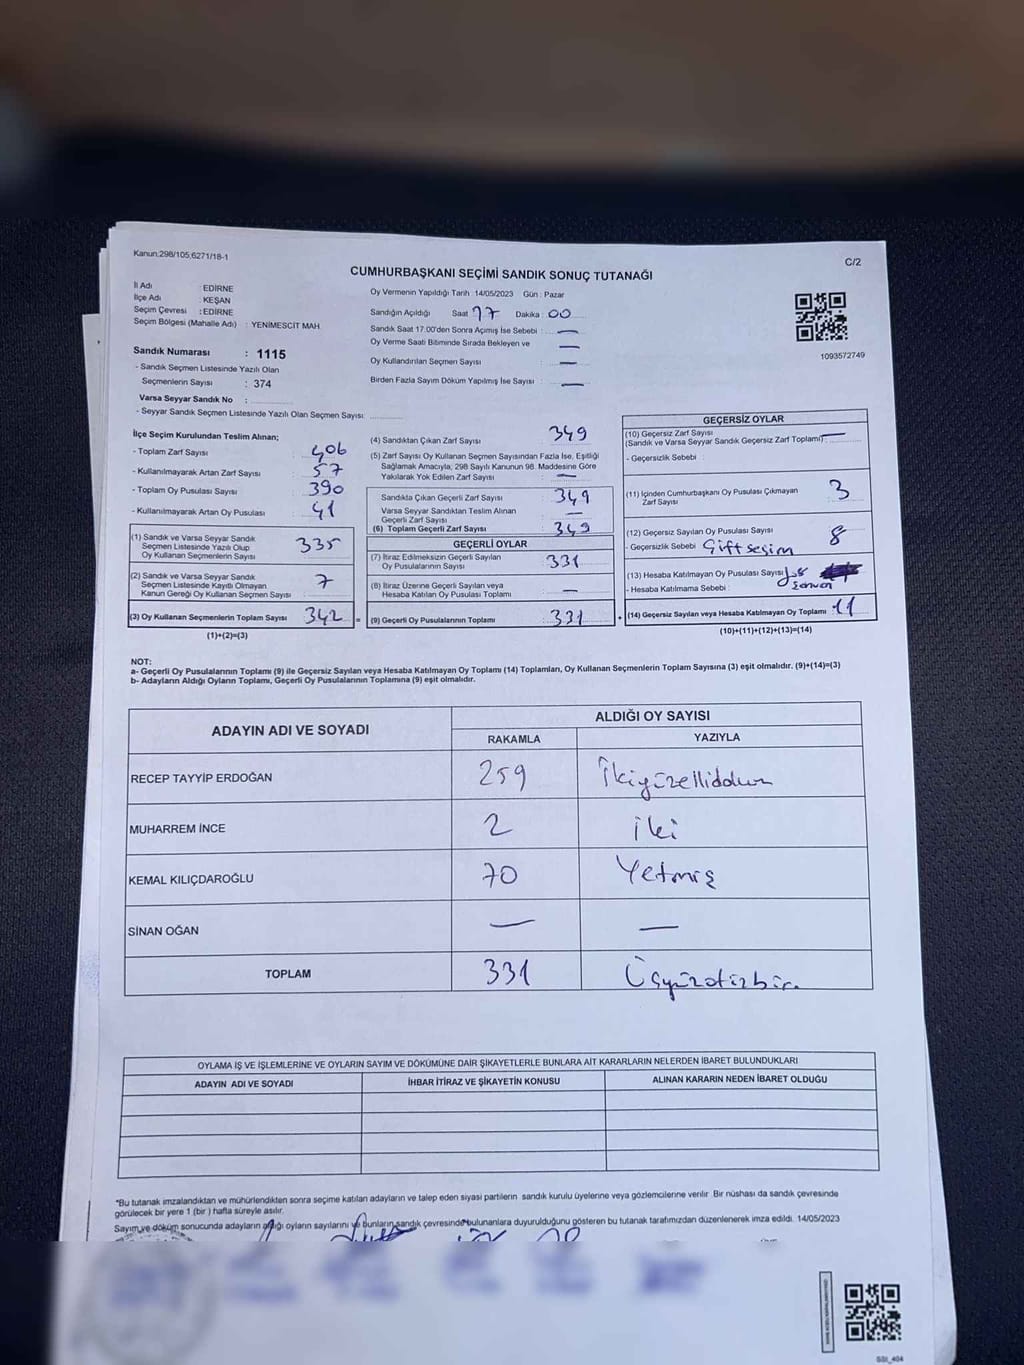 Kanun:298/105,6271/18-1
C/2
CUMHURBAŞKANI SEÇİMİ SANDIK SONUÇ TUTANAĞI
İl Adı : EDİRNE
İlçe Adı : KEŞAN
Seçim Çevresi : EDİRNE
Seçim Bölgesi (Mahalle Adı) : YENİMESCİT MAH
Sandık Numarası : 1115
- Sandık Seçmen Listesinde Yazılı Olan
Seçmenlerin Sayısı : 374
Varsa Seyyar Sandık No :
- Seyyar Sandık Seçmen Listesinde Yazılı Olan Seçmen Sayısı
Oy Vermenin Yapıldığı Tarih : 14/05/2023 Gün : Pazar
Sandığın Açıldığı Saat 17 Dakika : 00
Sandık Saat 17.00'den Sonra Açımış İse Sebebi : —
Oy Verme Saati Bitiminde Sırada Bekleyen ve —
Oy Kullandırılan Seçmen Sayısı —
Birden Fazla Sayım Döküm Yapılmış İse Sayısı : —
1093572749
İlçe Seçim Kurulundan Teslim Alınan;
- Toplam Zarf Sayısı : 406
- Kullanılmayarak Artan Zarf Sayısı : 57
- Toplam Oy Pusulası Sayısı : 390
- Kullanılmayarak Artan Oy Pusulası : 41
(1) Sandık ve Varsa Seyyar Sandık
Seçmen Listesinde Yazılı Olup
Oy Kullanan Seçmenlerin Sayısı : 335
(2) Sandık ve Varsa Seyyar Sandık
Seçmen Listesinde Kayıtlı Olmayan
Kanun Gereği Oy Kullanan Seçmen Sayısı : 7
(3) Oy Kullanan Seçmenlerin Toplam Sayısı : 342
(1)+(2)=(3)
(4) Sandıktan Çıkan Zarf Sayısı : 349
(5) Zarf Sayısı Oy Kullanan Seçmen Sayısından Fazla İse, Eşitliği
Sağlamak Amacıyla, 298 Sayılı Kanunun 98. Maddesine Göre
Yakılarak Yok Edilen Zarf Sayısı : —
Sandıkta Çıkan Geçerli Zarf Sayısı : 349
Varsa Seyyar Sandıktan Teslim Alınan
Geçerli Zarf Sayısı : —
(6) Toplam Geçerli Zarf Sayısı : 349
GEÇERLİ OYLAR
(7) İtiraz Edilmeksizin Geçerli Sayılan
Oy Pusulalarının Sayısı : 331
(8) İtiraz Üzerine Geçerli Sayılan veya
Hesaba Katılan Oy Pusulası Toplamı : —
= (9) Geçerli Oy Pusulalarının Toplamı : 331
GEÇERSİZ OYLAR
(10) Geçersiz Zarf Sayısı —
(Sandık ve Varsa Seyyar Sandık Geçersiz Zarf Toplamı) :
- Geçersizlik Sebebi :
(11) İçinden Cumhurbaşkanı Oy Pusulası Çıkmayan
Zarf Sayısı : 3
(12) Geçersiz Sayılan Oy Pusulası Sayısı : 8
- Geçersizlik Sebebi : Çiftseçim
(13) Hesaba Katılmayan Oy Pusulası Sayısı
- Hesaba Katılmama Sebebi :
+ (14) Geçersiz Sayılan veya Hesaba Katılmayan Oy Toplamı : 11
(10)+(11)+(12)+(13)=(14)
NOT:
a- Geçerli Oy Pusulalarının Toplamı (9) ile Geçersiz Sayılan veya Hesaba Katılmayan Oy Toplamı (14) Toplamları, Oy Kullanan Seçmenlerin Toplam Sayısına (3) eşit olmalıdır. (9)+(14)=(3)
b- Adayların Aldığı Oyların Toplamı, Geçerli Oy Pusulalarının Toplamına (9) eşit olmalıdır.
ADAYIN ADI VE SOYADI ALDIĞI OY SAYISI
RAKAMLA YAZIYLA
RECEP TAYYİP ERDOĞAN 259 İkiyüzellidokuz
MUHARREM İNCE 2 iki
KEMAL KILIÇDAROĞLU 70 Yetmiş
SİNAN OĞAN — —
TOPLAM 331 Üçyüzotuzbir
OYLAMA İŞ VE İŞLEMLERİNE VE OYLARIN SAYIM VE DÖKÜMÜNE DAİR ŞİKAYETLERLE BUNLARA AİT KARARLARIN NELERDEN İBARET BULUNDUKLARI
ADAYIN ADI VE SOYADI İHBAR İTİRAZ VE ŞİKAYETİN KONUSU ALINAN KARARIN NEDEN İBARET OLDUĞU
*Bu tutanak imzalandıktan ve mühürlendikten sonra seçime katılan adayların ve talep eden siyasi partilerin sandık kurulu üyelerine veya gözlemcilerine verilir. Bir nüshası da sandık çevresinde
görülecek bir yere 1 (bir ) hafta süreyle asılır.
Sayım ve döküm sonucunda adayların aldığı oyların sayılarını ve bunların sandık çevresinde bulunanlara duyurulduğunu gösteren bu tutanak tarafımızdan düzenlenerek imza edildi. 14/05/2023